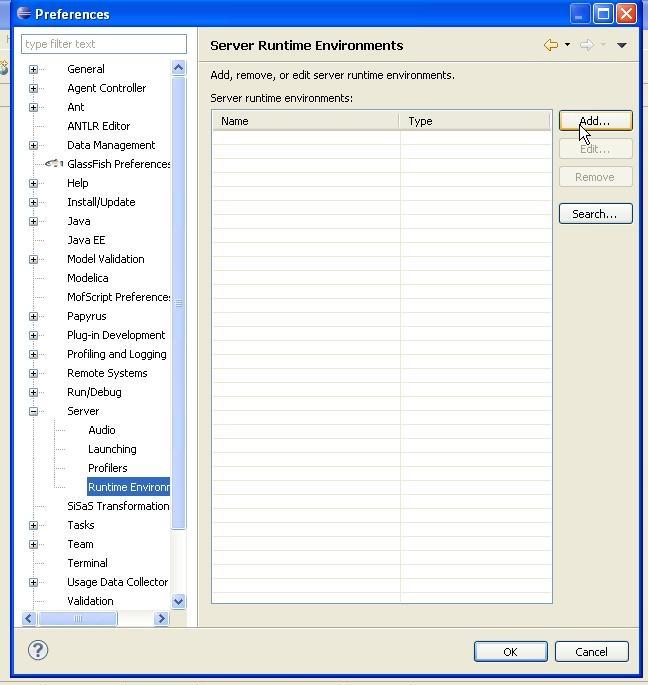 Preferences
type filter text
General
Agent Controller
Ant
ANTLR Editor
Data Management
GlassFish Preferences
Help
Install/Update
Java
Java EE
Model Validation
Modelica
MofScript Preferences
Papyrus
Plug-in Development
Profiling and Logging
Remote Systems
Run/Debug
Server
Audio
Launching
Profilers
Runtime Environ
SiSaS Transformation
Tasks
Team
Terminal
Usage Data Collector
Validation
Server Runtime Environments
Add, remove, or edit server runtime environments.
Server runtime environments:
Name Type
Add...
Edit...
Remove
Search...
OK Cancel